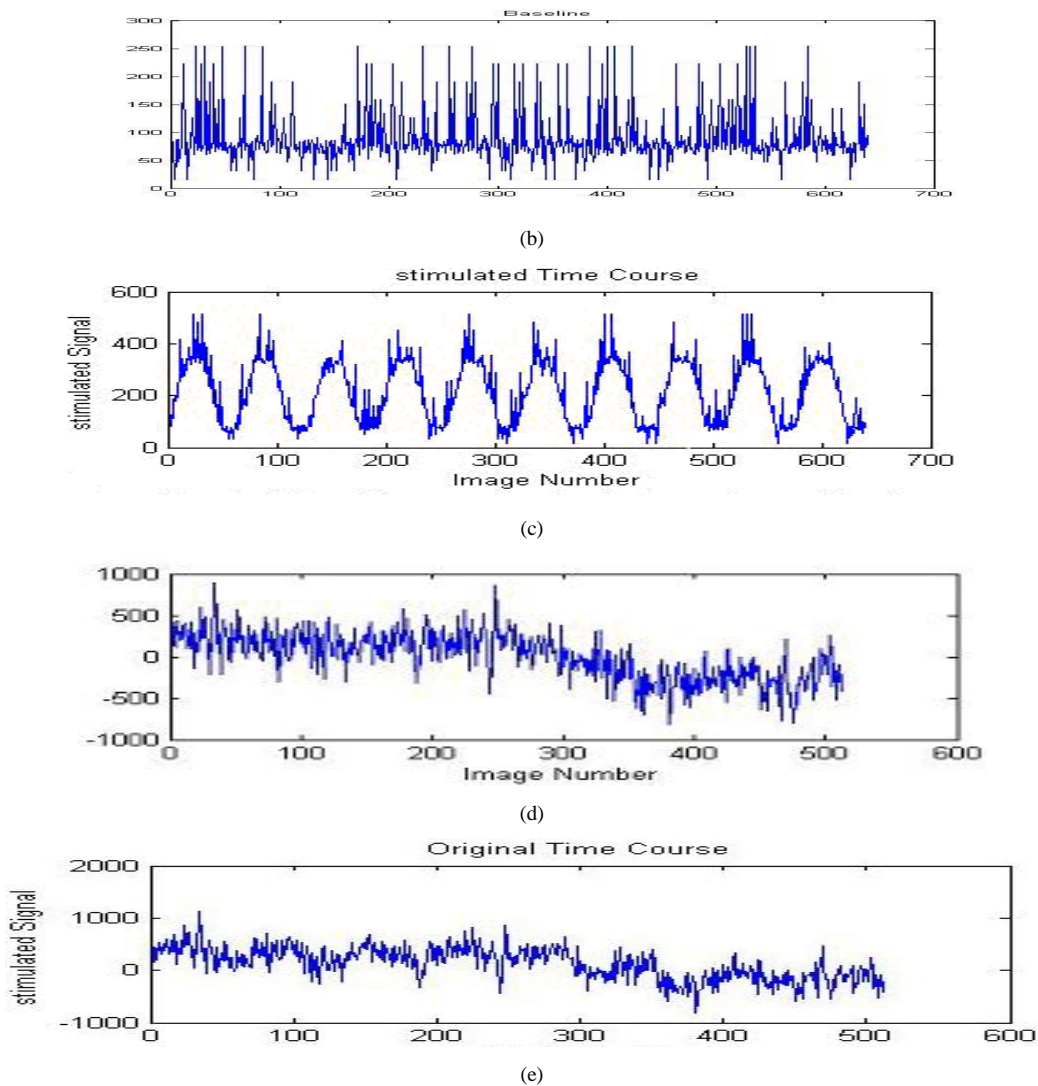 Baseline
300
250
200
150
100
50
0
0 100 200 300 400 500 600 700
(b)
stimulated Time Course
stimulated Signal
600
400
200
0
0 100 200 300 400 500 600 700
Image Number
(c)
1000
500
0
-500
-1000
0 100 200 300 400 500 600
Image Number
(d)
Original Time Course
stimulated Signal
2000
1000
0
-1000
0 100 200 300 400 500 600
(e)